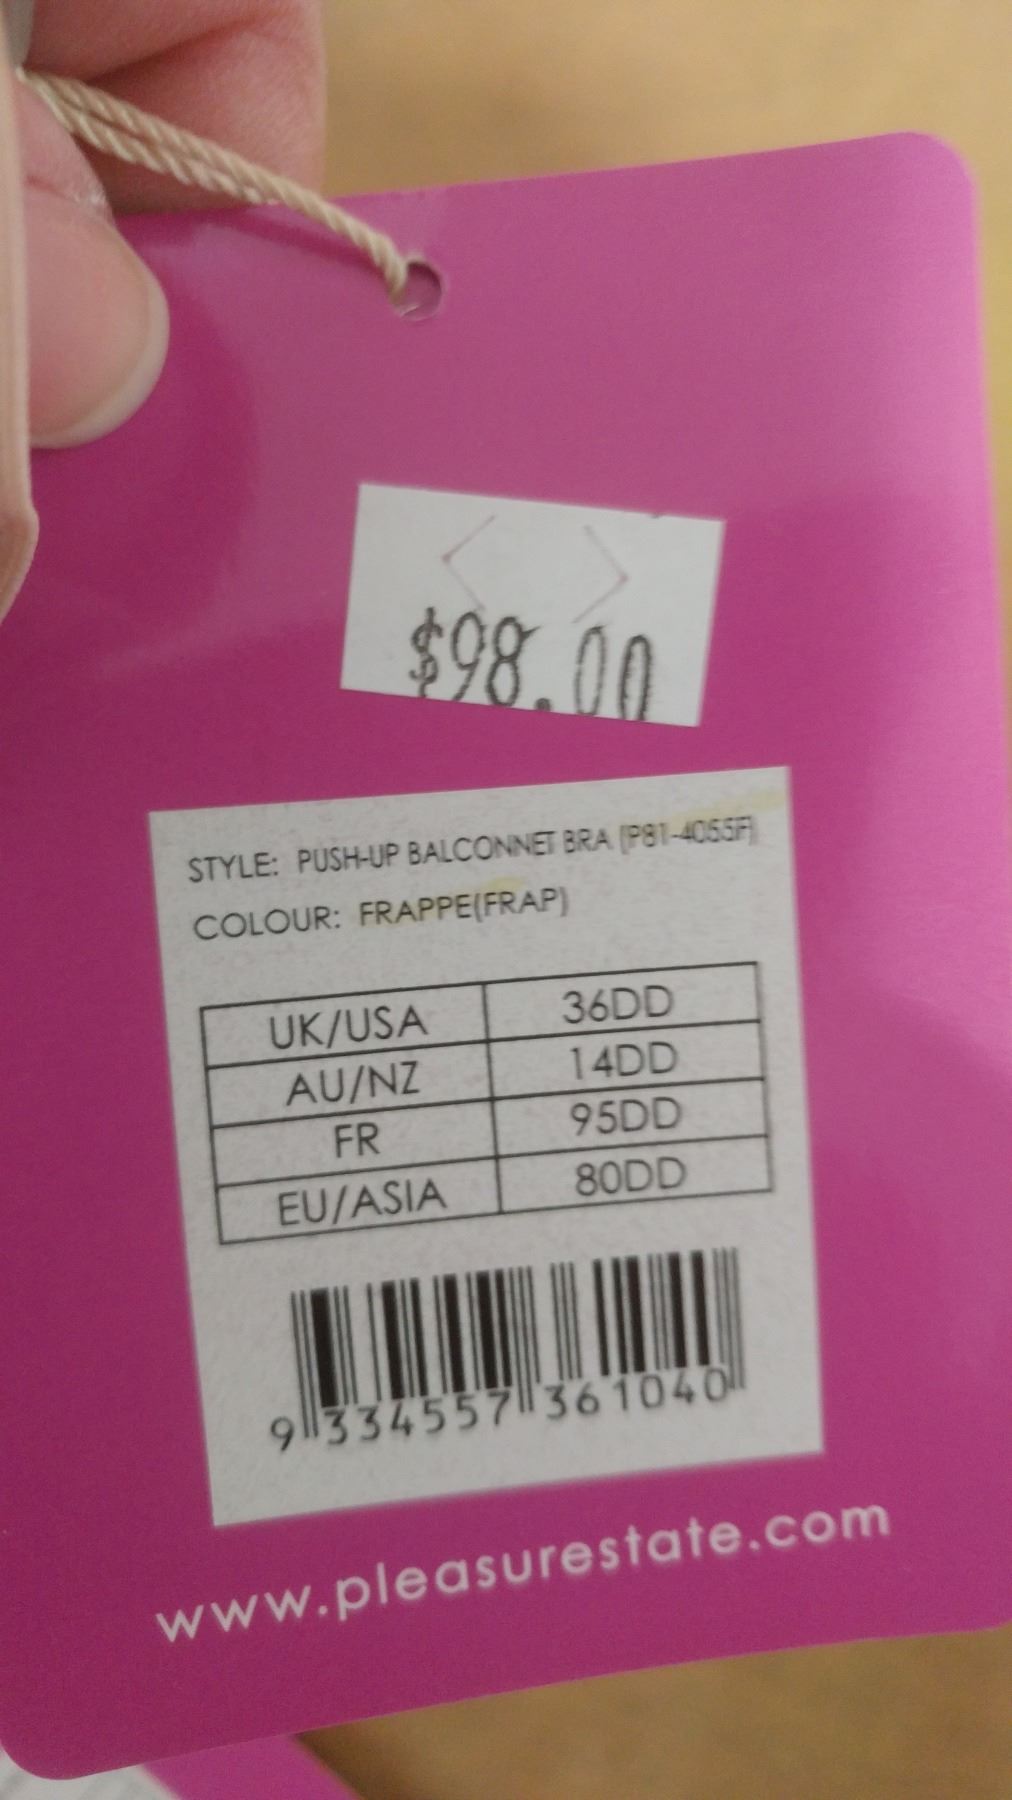 $98.00
STYLE: PUSH-UP BALCONNET BRA (P81-4055F)
COLOUR: FRAPPE(FRAP)
UK/USA 36DD
AU/NZ 14DD
FR 95DD
EU/ASIA 80DD
9 334557 361040
www.pleasurestate.com